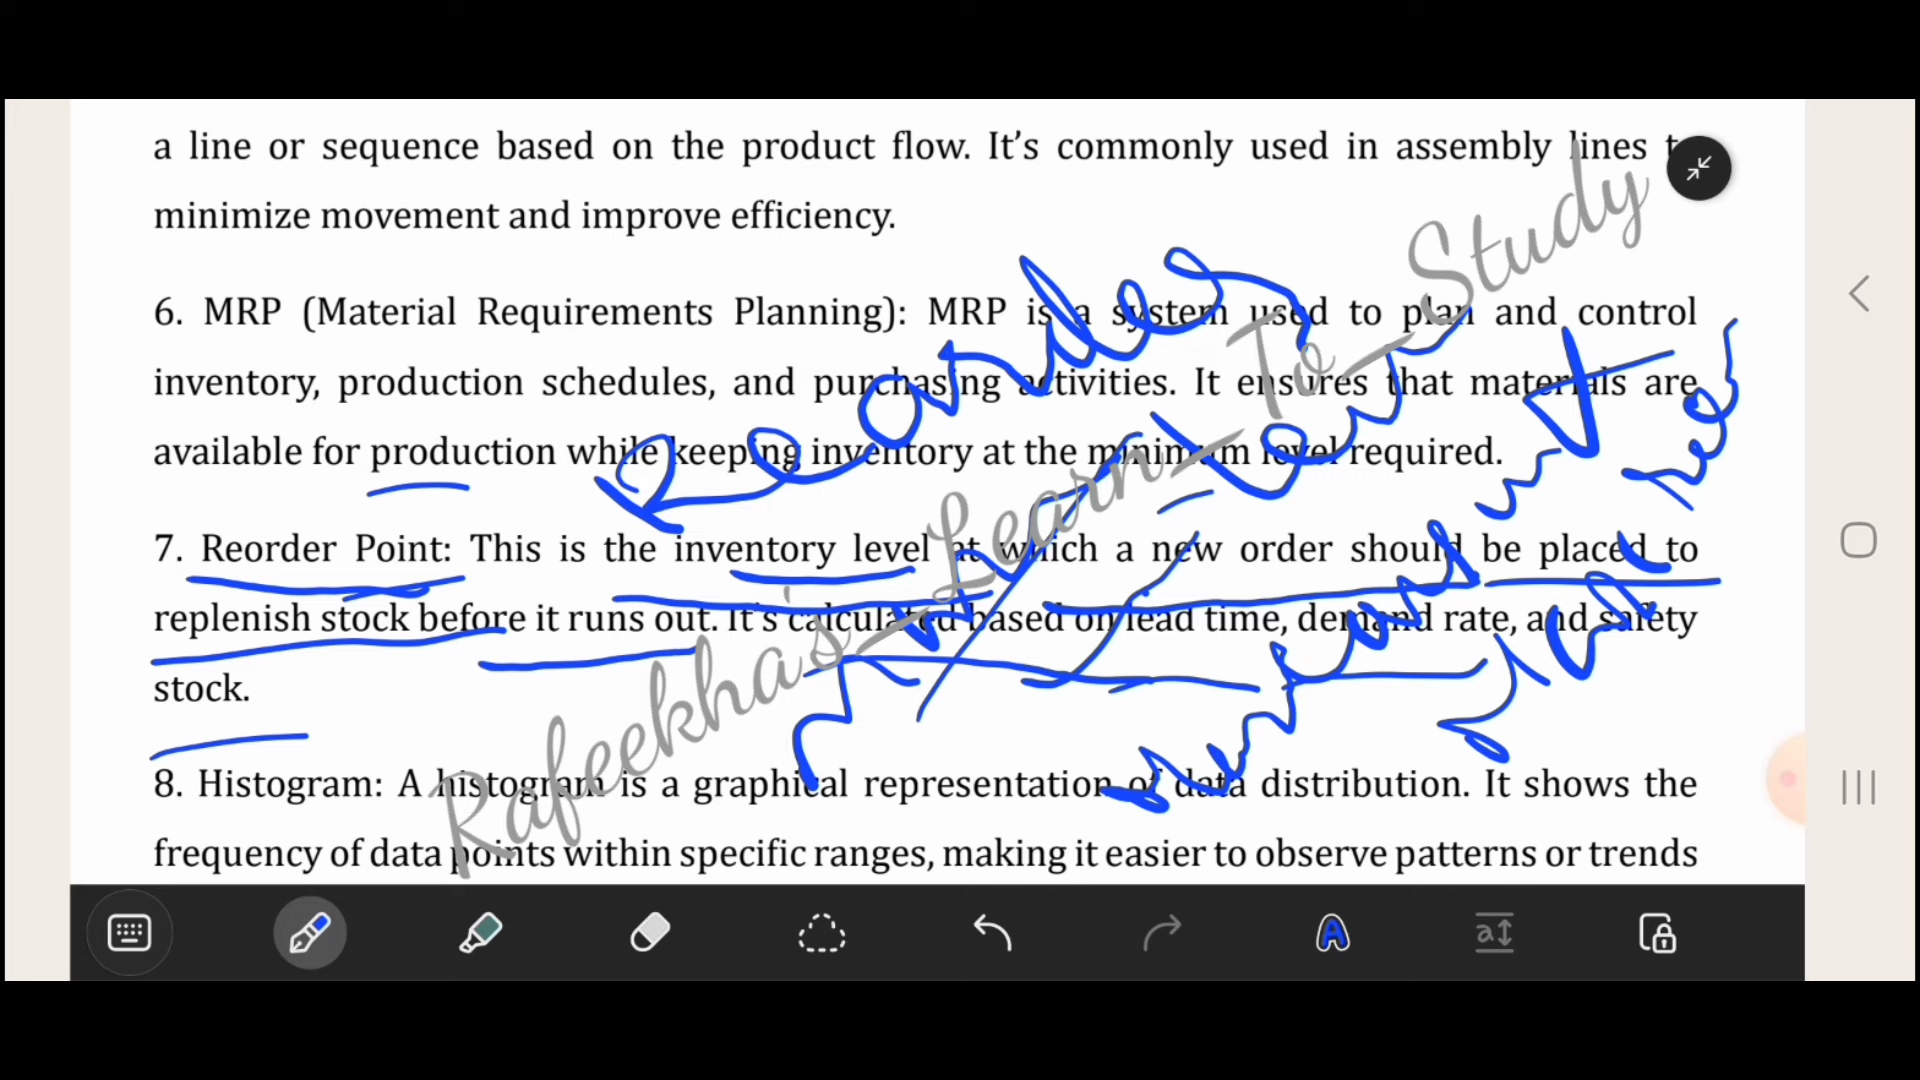 a line or sequence based on the product flow. It's commonly used in assembly lines
minimize movement and improve efficiency.
6. MRP (Material Requirements Planning): MRP is a system used to plan and control
inventory, production schedules, and purchasing activities. It ensures that materials are
available for production while keeping inventory at the minimum level required.
7. Reorder Point: This is the inventory level at which a new order should be placed to
replenish stock before it runs out. It's calculated based on lead time, demand rate, and safety
stock.
8. Histogram: A histogram is a graphical representation of data distribution. It shows the
frequency of data points within specific ranges, making it easier to observe patterns or trends
Rafeekha's_Learn_To_Study
Reorder